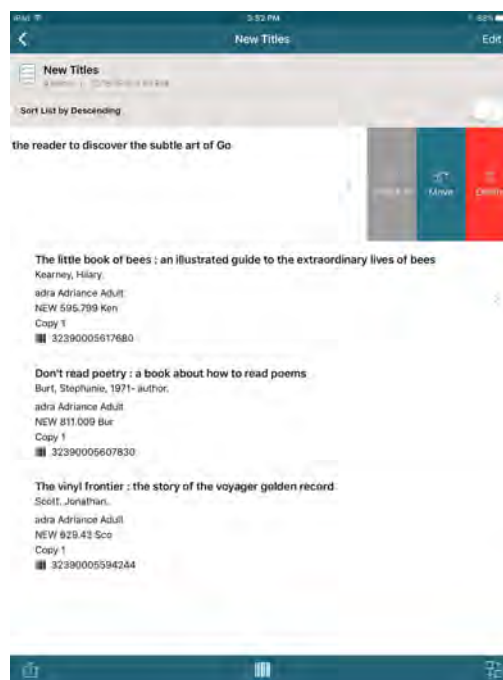 iPad
3:52 PM
88%
New Titles
Edit
New Titles
Sort List by Descending
the reader to discover the subtle art of Go
Move
Delete
The little book of bees : an illustrated guide to the extraordinary lives of bees
Kearney, Hilary.
adra Adriance Adult
NEW 595.799 Ken
Copy 1
32390005617680
Don't read poetry : a book about how to read poems
Burt, Stephanie, 1971- author.
adra Adriance Adult
NEW 811.009 Bur
Copy 1
32390005607830
The vinyl frontier : the story of the voyager golden record
Scott, Jonathan.
adra Adriance Adult
NEW 629.43 Sco
Copy 1
32390005594244